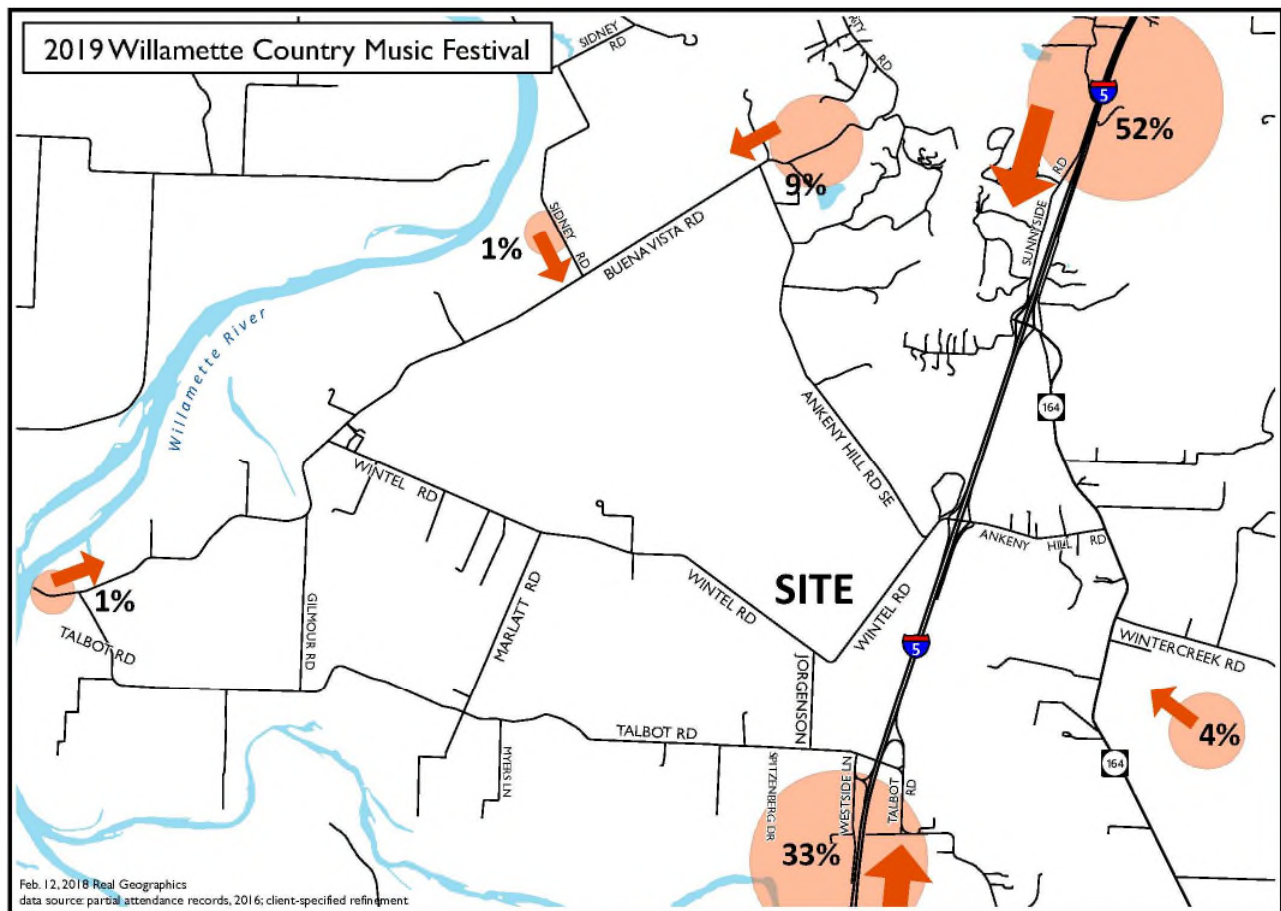 2019 Willamette Country Music Festival
SIDNEY
RD
RD
5
52%
9%
SUNNYSIDE
RD
SIDNEY
RD
1%
BUENA VISTA RD
Willamette River
164
ANKENY HILL RD SE
WINTEL RD
ANKENY HILL RD
SITE
WINTEL RD
WINTEL RD
MARLATT RD
GILMOUR RD
1%
TALBOT RD
5
WINTERCREEK RD
JORGENSON
4%
TALBOT RD
164
MYERS LN
SPITZENBERG DR
WESTSIDE LN
TALBOT
RD
33%
Feb. 12, 2018 Real Geographics
data source: partial attendance records, 2016; client-specified refinement